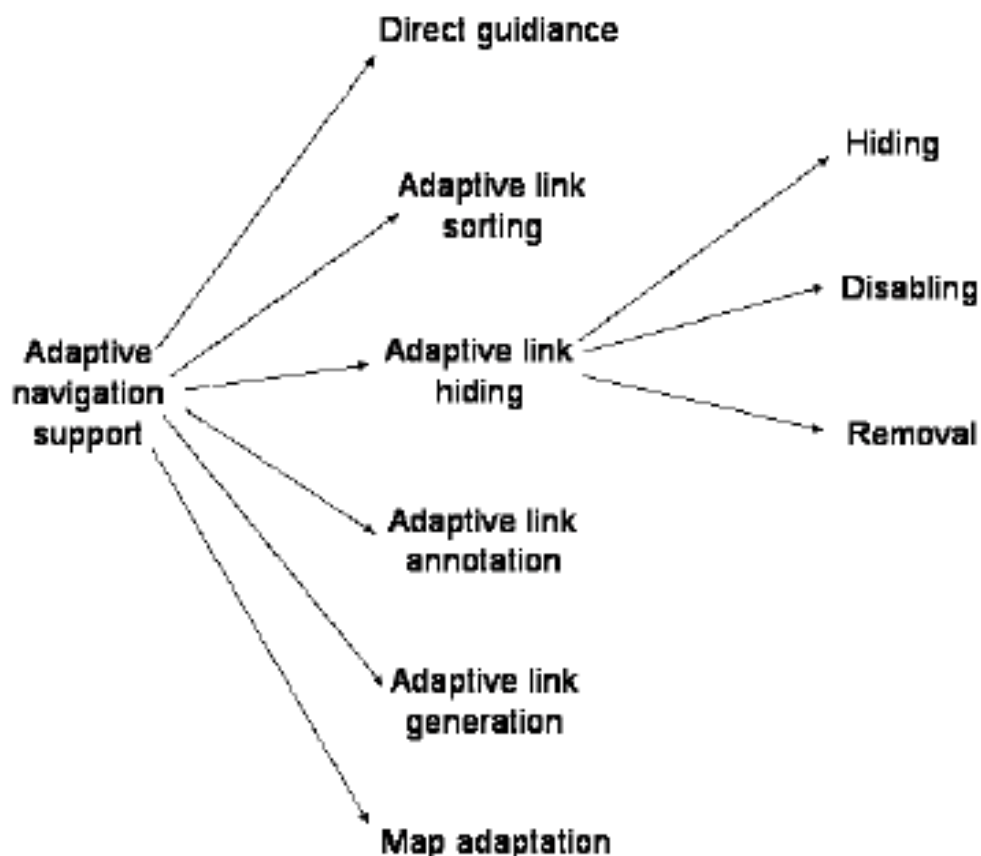 Direct guidiance
Adaptive link
sorting
Adaptive
navigation
support
Adaptive link
hiding
Adaptive link
annotation
Adaptive link
generation
Map adaptation
Hiding
Disabling
Removal